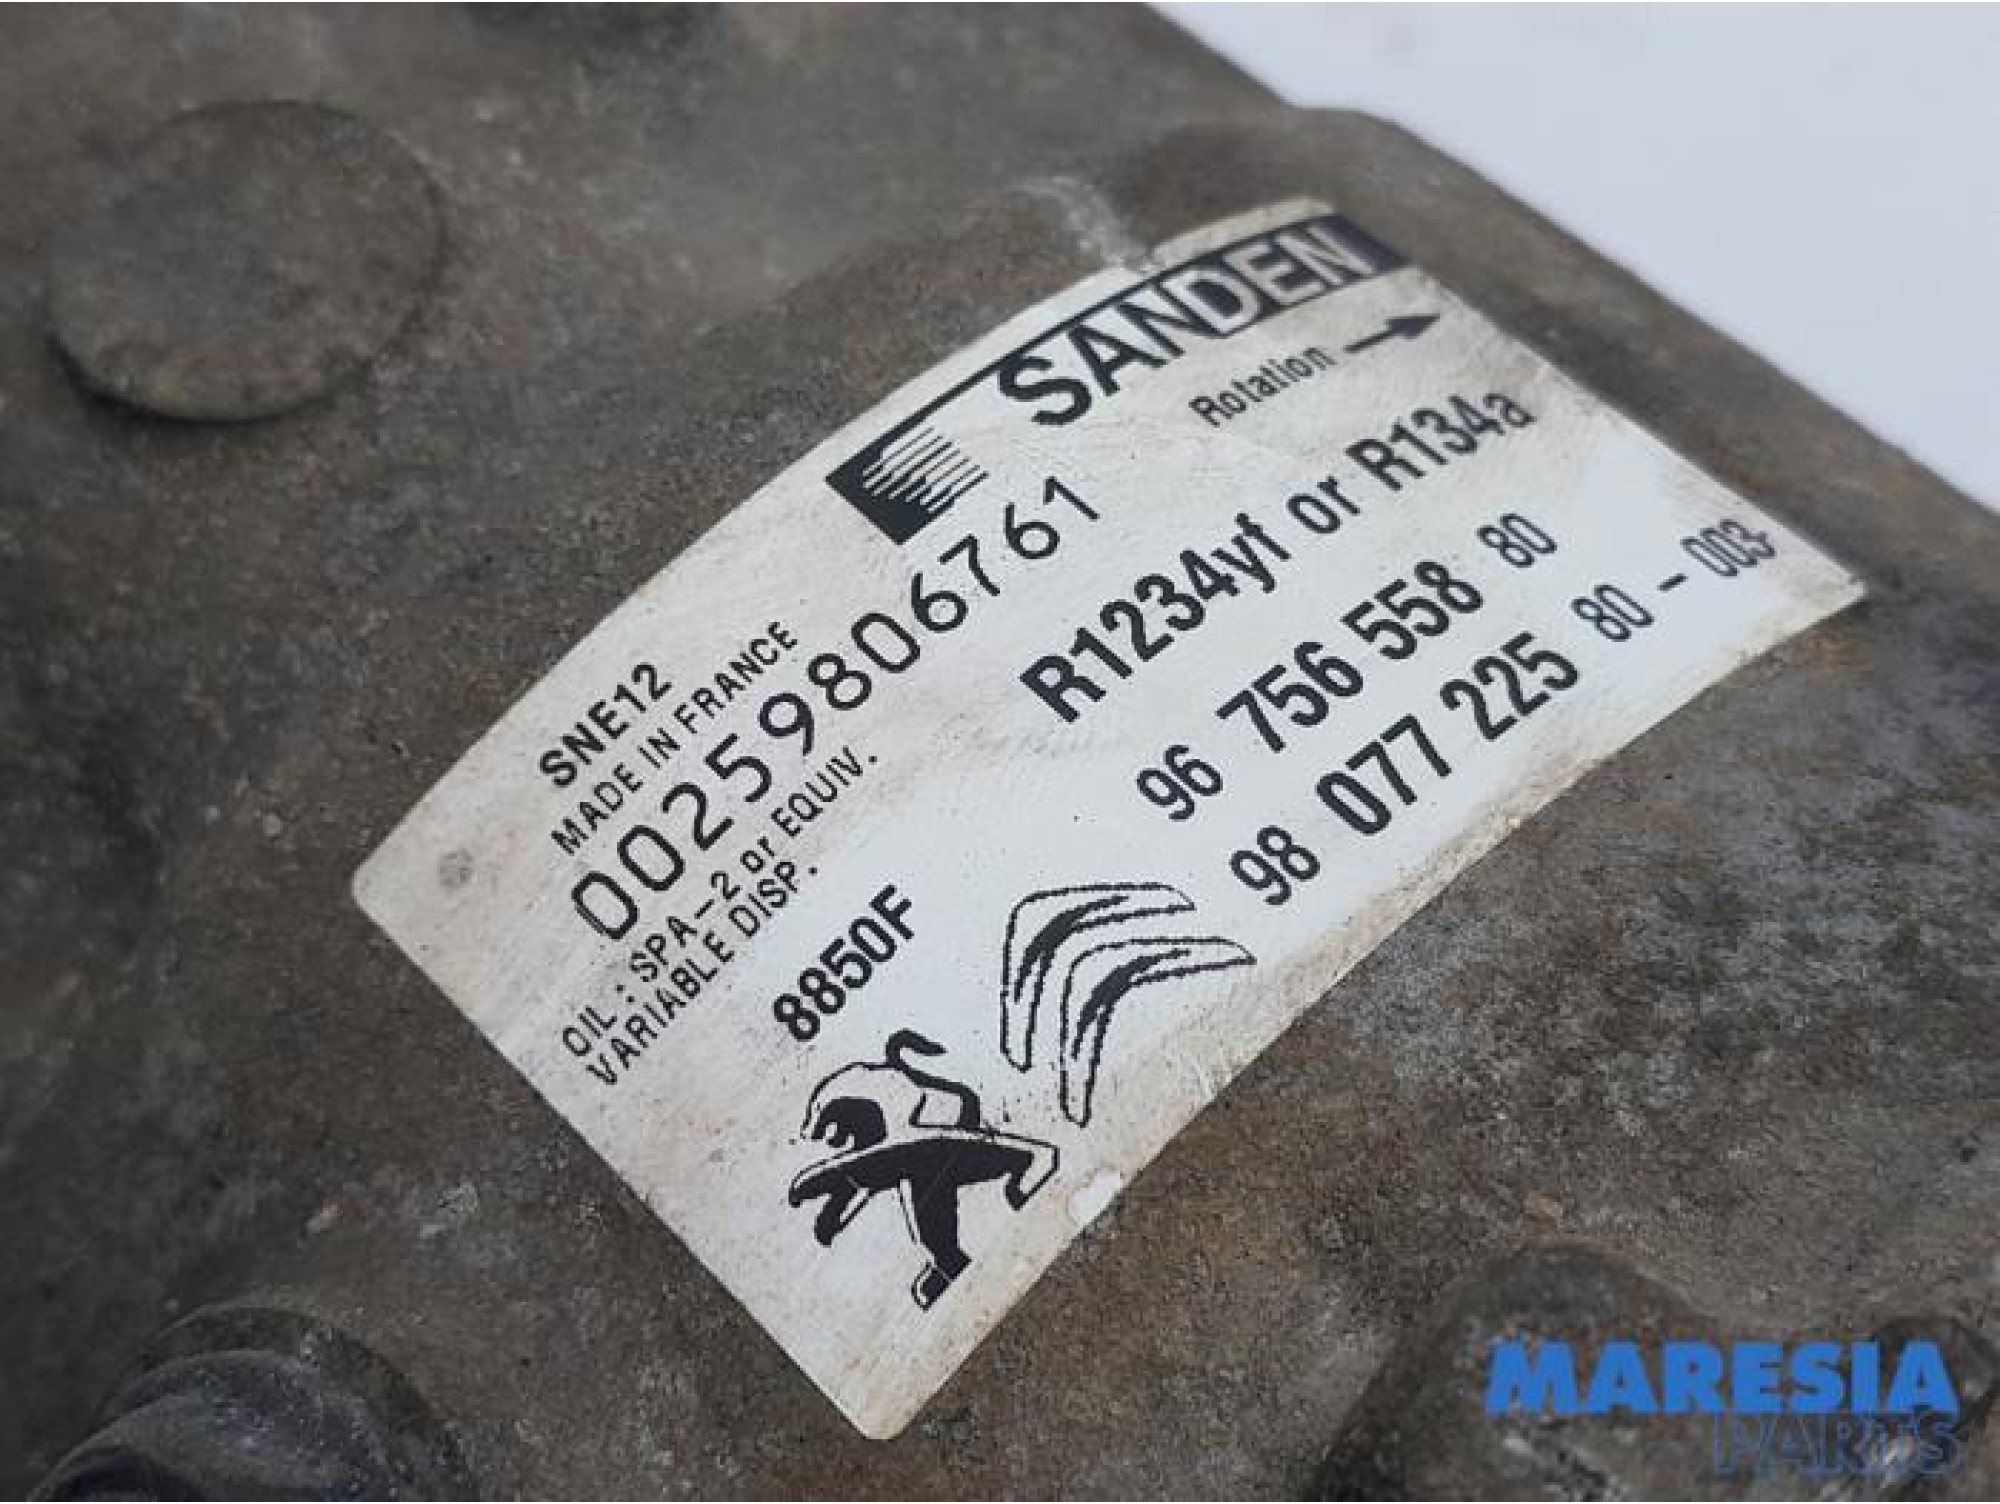 SANDEN
Rotation
SNE12
MADE IN FRANCE
00259806761
OIL : SPA-2 or EQUIV.
VARIABLE DISP.
R1234yf or R134a
96 756 558 80
98 077 225 80-003
8850F
MARESIA
PARTS